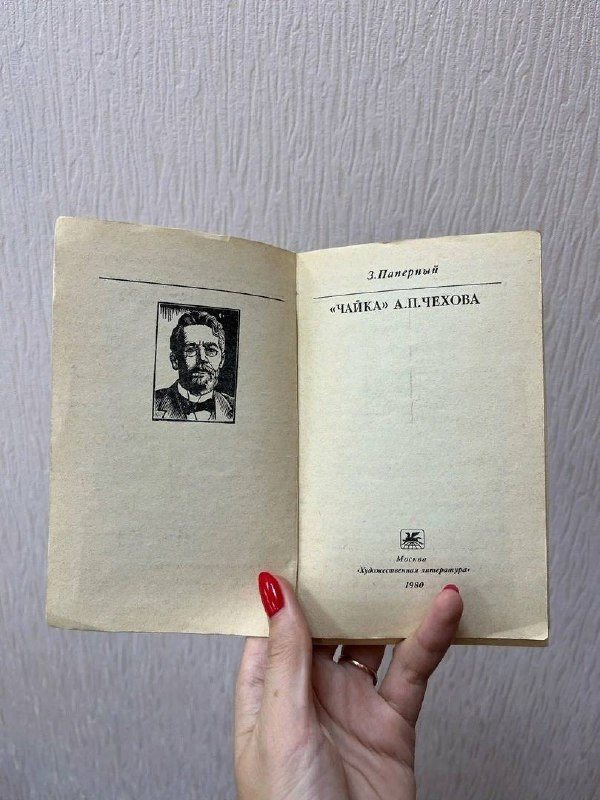 З.Паперный
«ЧАЙКА» А.П.ЧЕХОВА
Москва
«Художественная литература»
1980